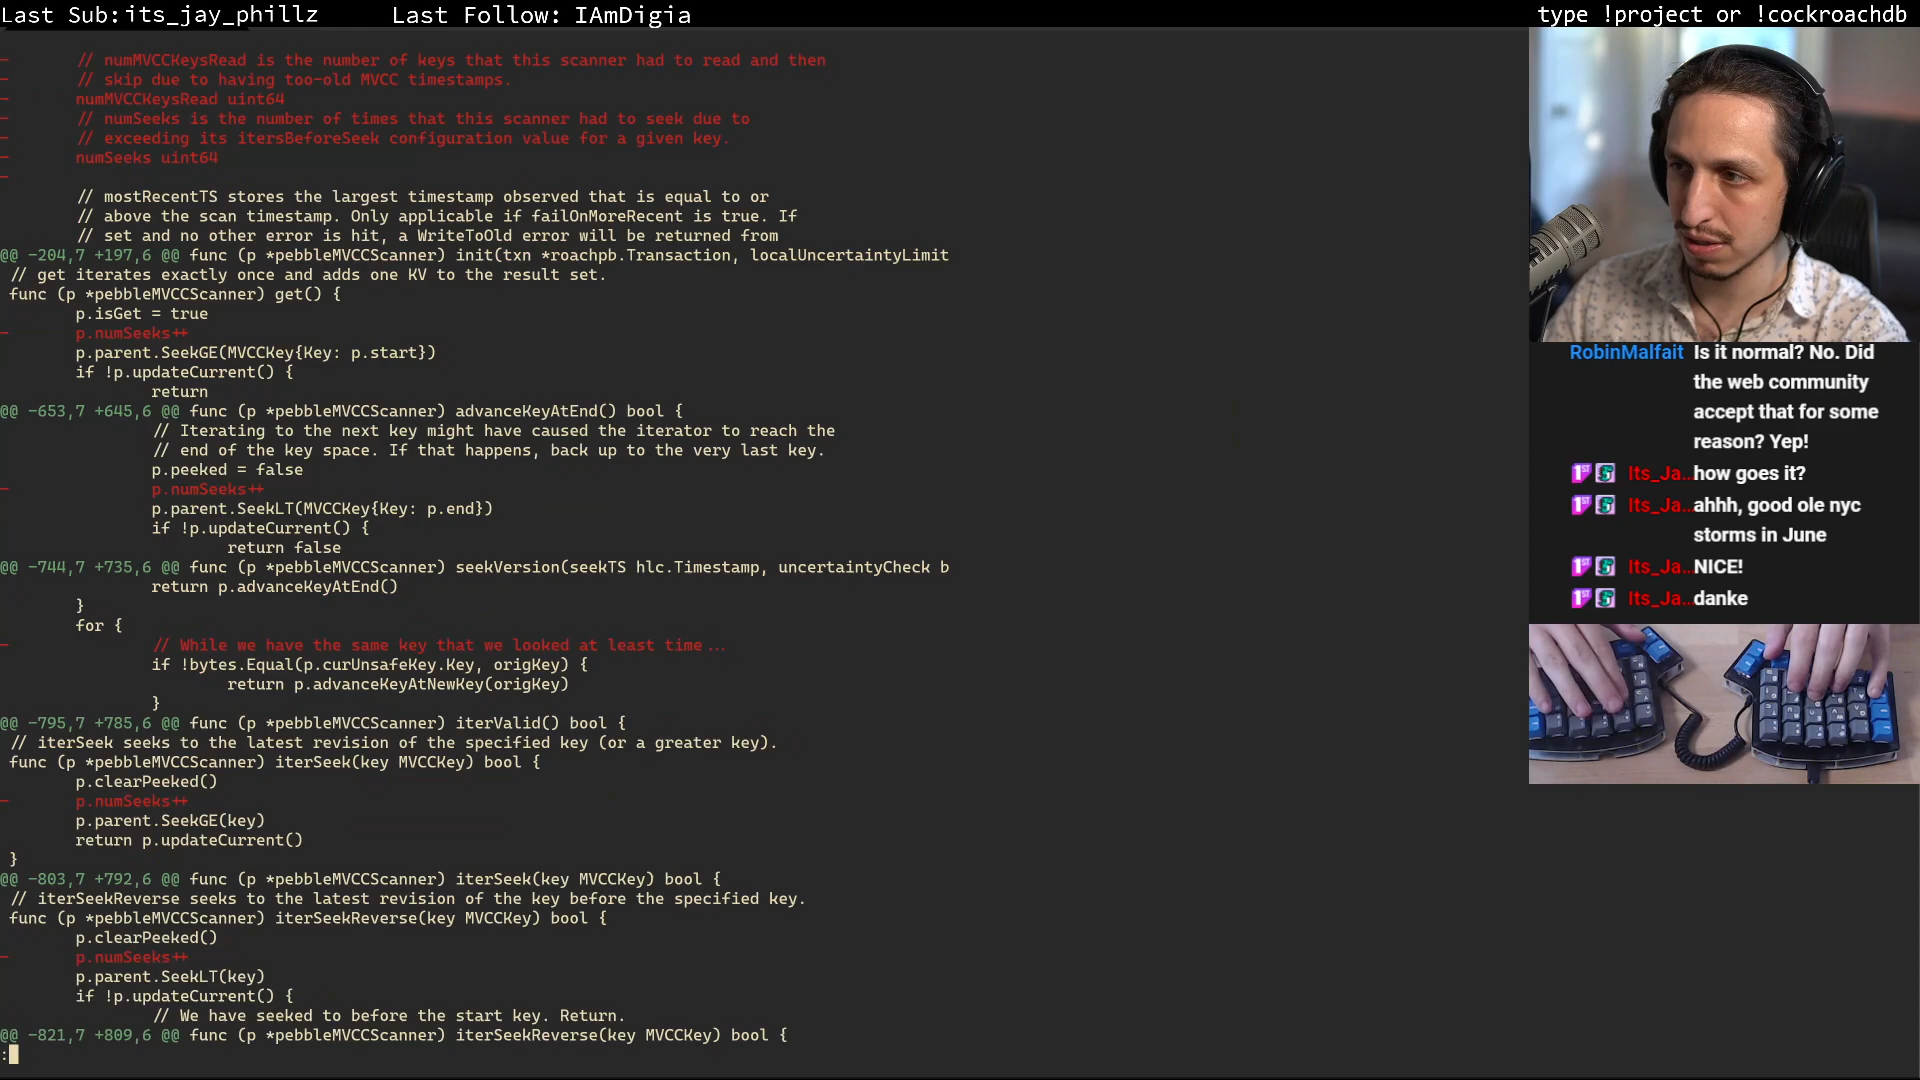 Last Sub:its_jay_phillz Last Follow: IAmDigia type !project or !cockroachdb
- // numMVCCKeysRead is the number of keys that this scanner had to read and then
- // skip due to having too-old MVCC timestamps.
- numMVCCKeysRead uint64
- // numSeeks is the number of times that this scanner had to seek due to
- // exceeding its itersBeforeSeek configuration value for a given key.
- numSeeks uint64
-
// mostRecentTS stores the largest timestamp observed that is equal to or
// above the scan timestamp. Only applicable if failOnMoreRecent is true. If
// set and no other error is hit, a WriteToOld error will be returned from
@@ -204,7 +197,6 @@ func (p *pebbleMVCCScanner) init(txn *roachpb.Transaction, localUncertaintyLimit
// get iterates exactly once and adds one KV to the result set.
func (p *pebbleMVCCScanner) get() {
p.isGet = true
- p.numSeeks++
p.parent.SeekGE(MVCCKey{Key: p.start})
if !p.updateCurrent() {
return
@@ -653,7 +645,6 @@ func (p *pebbleMVCCScanner) advanceKeyAtEnd() bool {
// Iterating to the next key might have caused the iterator to reach the
// end of the key space. If that happens, back up to the very last key.
p.peeked = false
- p.numSeeks++
p.parent.SeekLT(MVCCKey{Key: p.end})
if !p.updateCurrent() {
return false
@@ -744,7 +735,6 @@ func (p *pebbleMVCCScanner) seekVersion(seekTS hlc.Timestamp, uncertaintyCheck b
return p.advanceKeyAtEnd()
}
for {
- // While we have the same key that we looked at least time...
if !bytes.Equal(p.curUnsafeKey.Key, origKey) {
return p.advanceKeyAtNewKey(origKey)
}
@@ -795,7 +785,6 @@ func (p *pebbleMVCCScanner) iterValid() bool {
// iterSeek seeks to the latest revision of the specified key (or a greater key).
func (p *pebbleMVCCScanner) iterSeek(key MVCCKey) bool {
p.clearPeeked()
- p.numSeeks++
p.parent.SeekGE(key)
return p.updateCurrent()
}
@@ -803,7 +792,6 @@ func (p *pebbleMVCCScanner) iterSeek(key MVCCKey) bool {
// iterSeekReverse seeks to the latest revision of the key before the specified key.
func (p *pebbleMVCCScanner) iterSeekReverse(key MVCCKey) bool {
p.clearPeeked()
- p.numSeeks++
p.parent.SeekLT(key)
if !p.updateCurrent() {
// We have seeked to before the start key. Return.
@@ -821,7 +809,6 @@ func (p *pebbleMVCCScanner) iterSeekReverse(key MVCCKey) bool {
:
RobinMalfait Is it normal? No. Did
the web community
accept that for some
reason? Yep!
Its_Ja... how goes it?
Its_Ja... ahhh, good ole nyc
storms in June
Its_Ja... NICE!
Its_Ja... danke